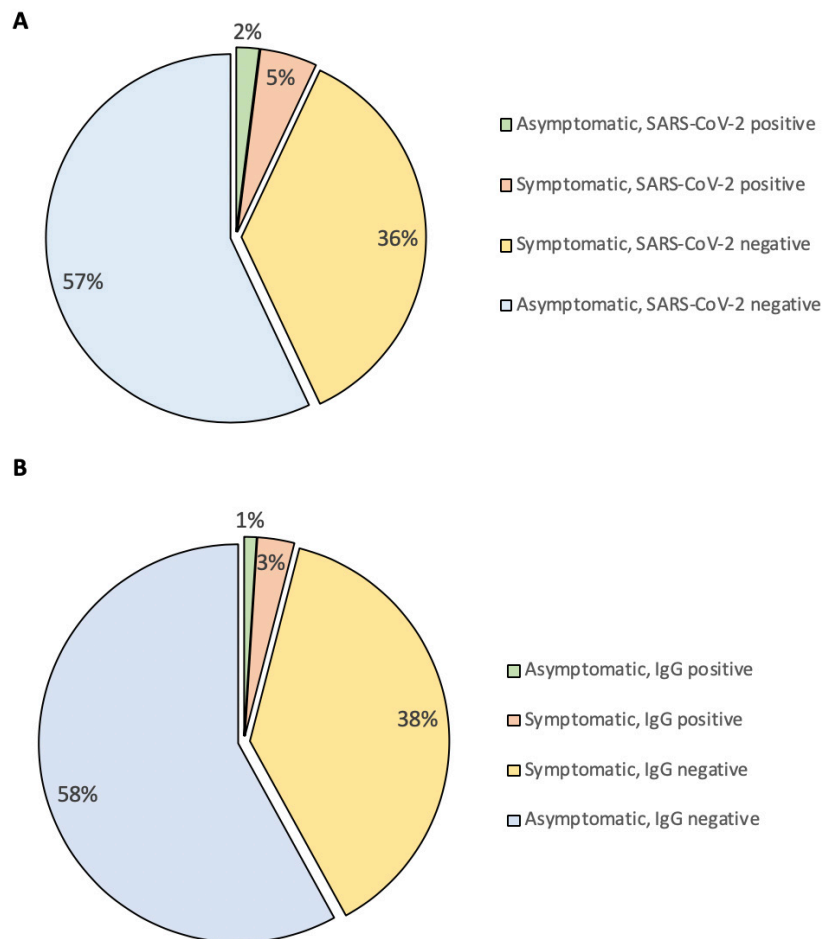 A
2%
5%
36%
57%
Asymptomatic, SARS-CoV-2 positive
Symptomatic, SARS-CoV-2 positive
Symptomatic, SARS-CoV-2 negative
Asymptomatic, SARS-CoV-2 negative
B
1%
3%
38%
58%
Asymptomatic, IgG positive
Symptomatic, IgG positive
Symptomatic, IgG negative
Asymptomatic, IgG negative